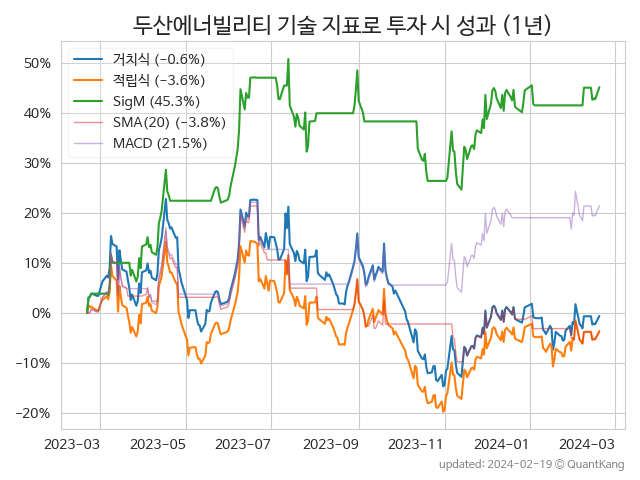 두산에너빌리티 기술 지표로 투자 시 성과 (1년)
50%
40%
30%
20%
10%
0%
−10%
−20%
거치식 (−0.6%)
적립식 (−3.6%)
SigM (45.3%)
SMA(20) (−3.8%)
MACD (21.5%)
2023-03 2023-05 2023-07 2023-09 2023-11 2024-01 2024-03
updated: 2024-02-19 © QuantKang